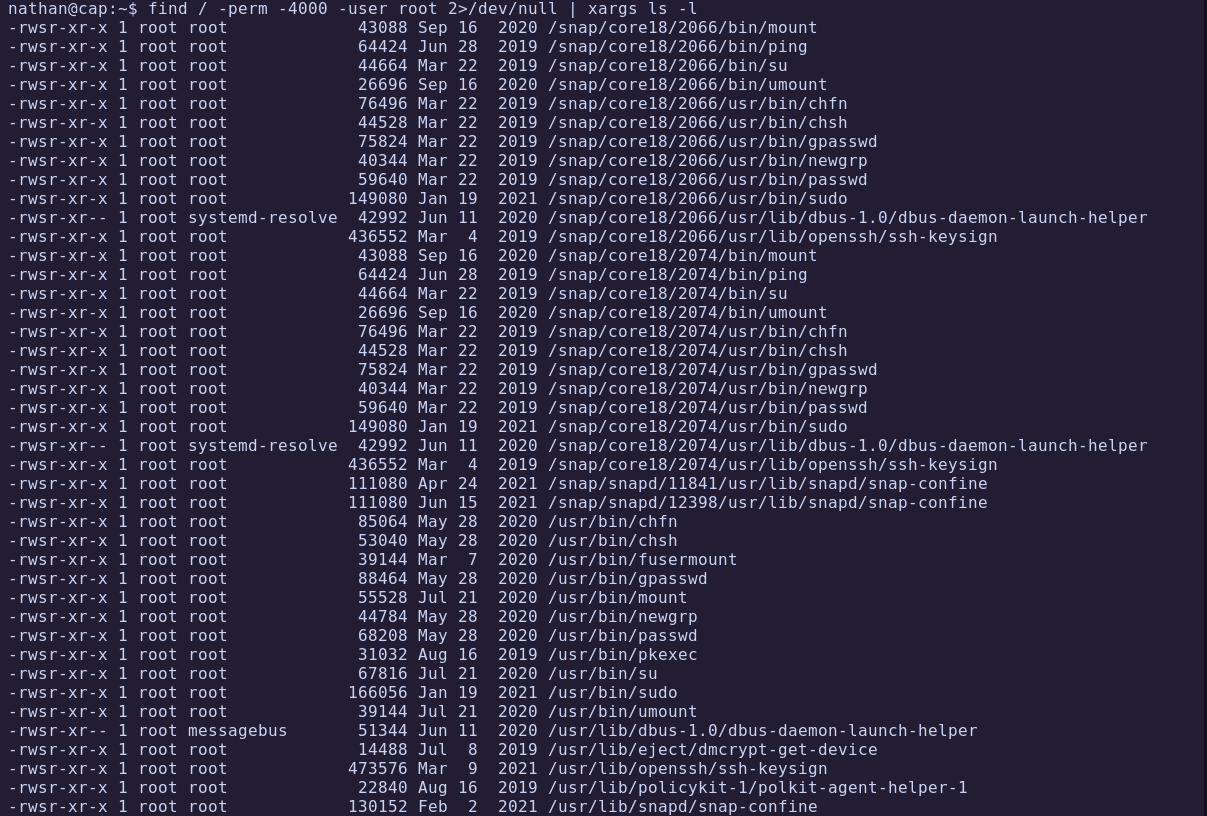 nathan@cap:~$ find / -perm -4000 -user root 2>/dev/null | xargs ls -l
-rwsr-xr-x 1 root root             43088 Sep 16  2020 /snap/core18/2066/bin/mount
-rwsr-xr-x 1 root root             64424 Jun 28  2019 /snap/core18/2066/bin/ping
-rwsr-xr-x 1 root root             44664 Mar 22  2019 /snap/core18/2066/bin/su
-rwsr-xr-x 1 root root             26696 Sep 16  2020 /snap/core18/2066/bin/umount
-rwsr-xr-x 1 root root             76496 Mar 22  2019 /snap/core18/2066/usr/bin/chfn
-rwsr-xr-x 1 root root             44528 Mar 22  2019 /snap/core18/2066/usr/bin/chsh
-rwsr-xr-x 1 root root             75824 Mar 22  2019 /snap/core18/2066/usr/bin/gpasswd
-rwsr-xr-x 1 root root             40344 Mar 22  2019 /snap/core18/2066/usr/bin/newgrp
-rwsr-xr-x 1 root root             59640 Mar 22  2019 /snap/core18/2066/usr/bin/passwd
-rwsr-xr-x 1 root root            149080 Jan 19  2021 /snap/core18/2066/usr/bin/sudo
-rwsr-xr-- 1 root systemd-resolve  42992 Jun 11  2020 /snap/core18/2066/usr/lib/dbus-1.0/dbus-daemon-launch-helper
-rwsr-xr-x 1 root root            436552 Mar  4  2019 /snap/core18/2066/usr/lib/openssh/ssh-keysign
-rwsr-xr-x 1 root root             43088 Sep 16  2020 /snap/core18/2074/bin/mount
-rwsr-xr-x 1 root root             64424 Jun 28  2019 /snap/core18/2074/bin/ping
-rwsr-xr-x 1 root root             44664 Mar 22  2019 /snap/core18/2074/bin/su
-rwsr-xr-x 1 root root             26696 Sep 16  2020 /snap/core18/2074/bin/umount
-rwsr-xr-x 1 root root             76496 Mar 22  2019 /snap/core18/2074/usr/bin/chfn
-rwsr-xr-x 1 root root             44528 Mar 22  2019 /snap/core18/2074/usr/bin/chsh
-rwsr-xr-x 1 root root             75824 Mar 22  2019 /snap/core18/2074/usr/bin/gpasswd
-rwsr-xr-x 1 root root             40344 Mar 22  2019 /snap/core18/2074/usr/bin/newgrp
-rwsr-xr-x 1 root root             59640 Mar 22  2019 /snap/core18/2074/usr/bin/passwd
-rwsr-xr-x 1 root root            149080 Jan 19  2021 /snap/core18/2074/usr/bin/sudo
-rwsr-xr-- 1 root systemd-resolve  42992 Jun 11  2020 /snap/core18/2074/usr/lib/dbus-1.0/dbus-daemon-launch-helper
-rwsr-xr-x 1 root root            436552 Mar  4  2019 /snap/core18/2074/usr/lib/openssh/ssh-keysign
-rwsr-xr-x 1 root root            111080 Apr 24  2021 /snap/snapd/11841/usr/lib/snapd/snap-confine
-rwsr-xr-x 1 root root            111080 Jun 15  2021 /snap/snapd/12398/usr/lib/snapd/snap-confine
-rwsr-xr-x 1 root root             85064 May 28  2020 /usr/bin/chfn
-rwsr-xr-x 1 root root             53040 May 28  2020 /usr/bin/chsh
-rwsr-xr-x 1 root root             39144 Mar  7  2020 /usr/bin/fusermount
-rwsr-xr-x 1 root root             88464 May 28  2020 /usr/bin/gpasswd
-rwsr-xr-x 1 root root             55528 Jul 21  2020 /usr/bin/mount
-rwsr-xr-x 1 root root             44784 May 28  2020 /usr/bin/newgrp
-rwsr-xr-x 1 root root             68208 May 28  2020 /usr/bin/passwd
-rwsr-xr-x 1 root root             31032 Aug 16  2019 /usr/bin/pkexec
-rwsr-xr-x 1 root root             67816 Jul 21  2020 /usr/bin/su
-rwsr-xr-x 1 root root            166056 Jan 19  2021 /usr/bin/sudo
-rwsr-xr-x 1 root root             39144 Jul 21  2020 /usr/bin/umount
-rwsr-xr-- 1 root messagebus       51344 Jun 11  2020 /usr/lib/dbus-1.0/dbus-daemon-launch-helper
-rwsr-xr-x 1 root root             14488 Jul  8  2019 /usr/lib/eject/dmcrypt-get-device
-rwsr-xr-x 1 root root            473576 Mar  9  2021 /usr/lib/openssh/ssh-keysign
-rwsr-xr-x 1 root root             22840 Aug 16  2019 /usr/lib/policykit-1/polkit-agent-helper-1
-rwsr-xr-x 1 root root            130152 Feb  2  2021 /usr/lib/snapd/snap-confine